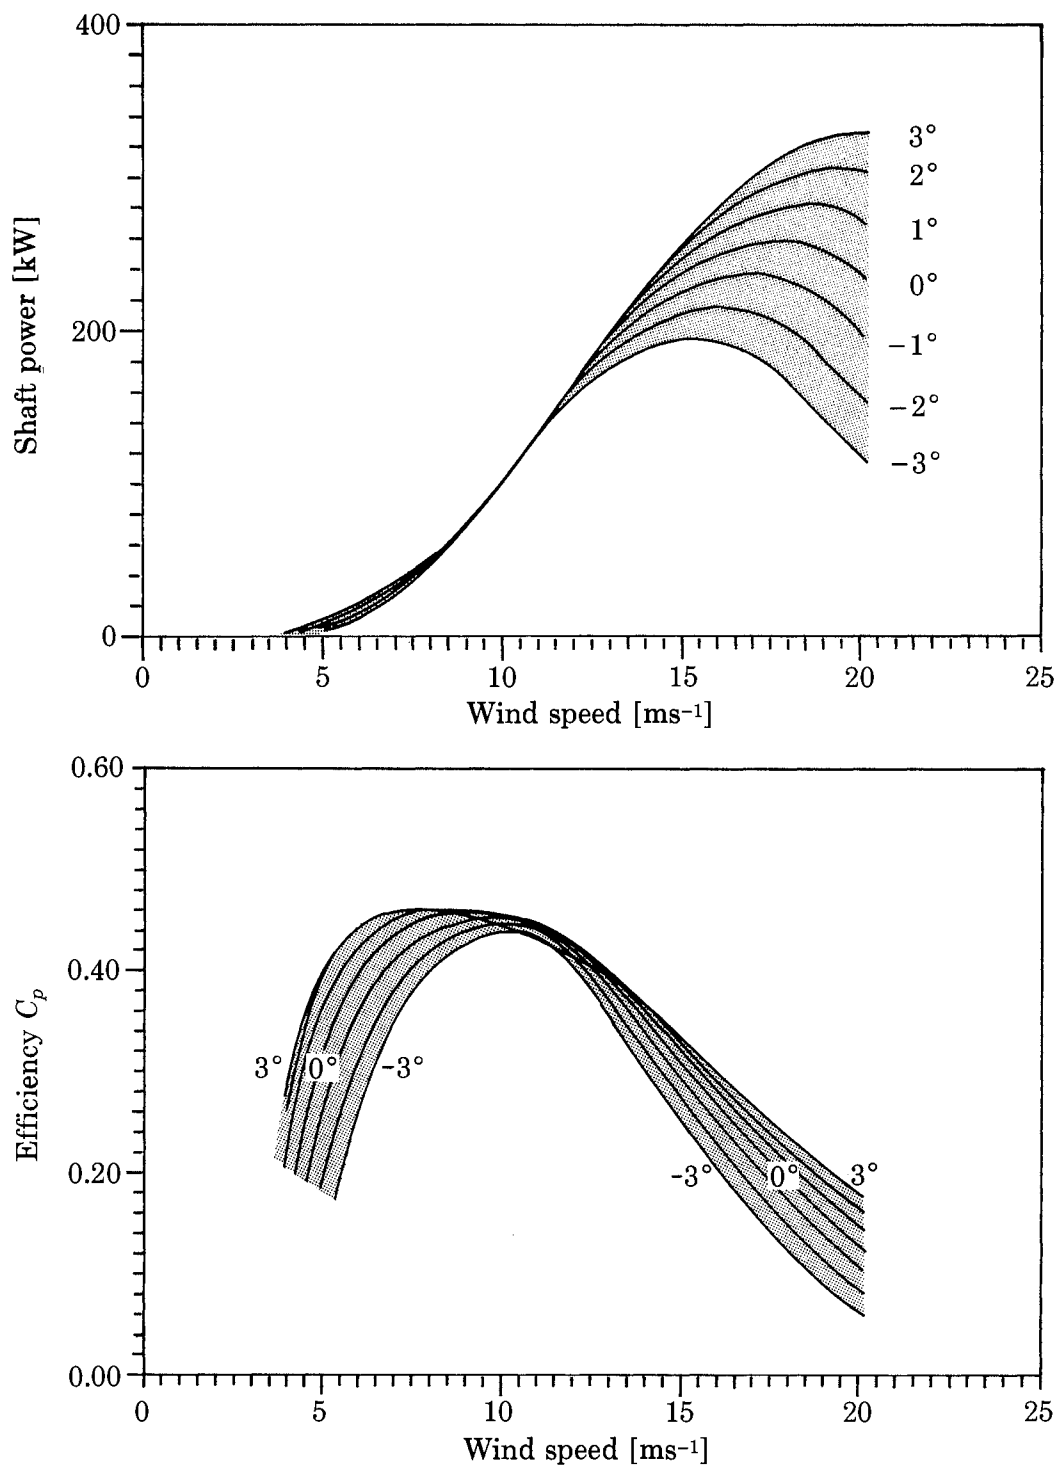 400
200
0
Shaft power [kW]
3°
2°
1°
0°
−1°
−2°
−3°
0 5 10 15 20 25
Wind speed [ms⁻¹]
0.60
0.40
0.20
0.00
Efficiency Cₚ
3° 0° -3°
-3° 0° 3°
0 5 10 15 20 25
Wind speed [ms⁻¹]